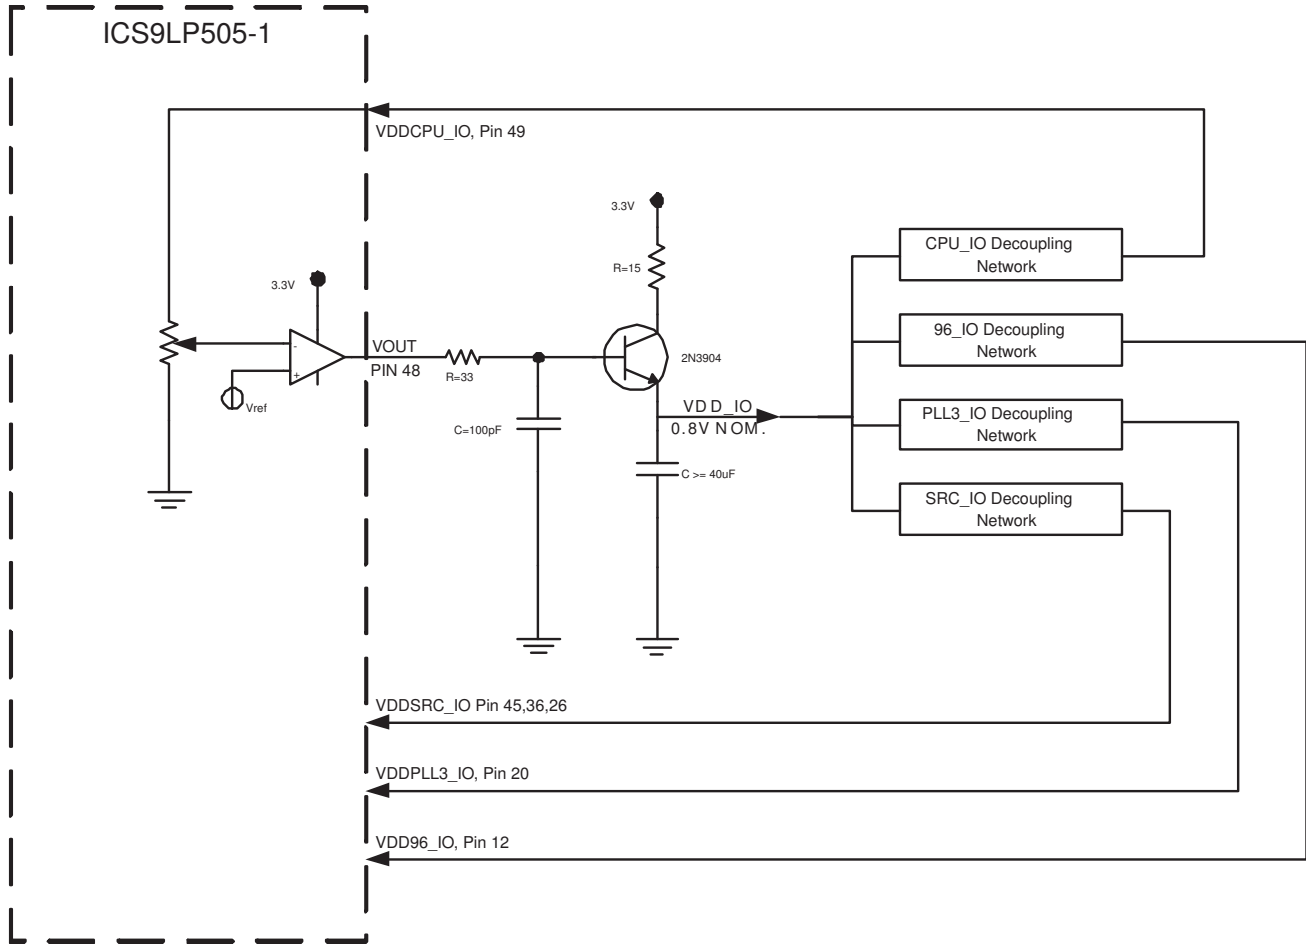 ICS9LP505-1
VDDCPU_IO, Pin 49
3.3V
R=15
CPU_IO Decoupling
Network
3.3V
-
+
Vref
VOUT
PIN 48
R=33
2N3904
96_IO Decoupling
Network
C=100pF
VDD_IO
0.8V NOM.
C >= 40uF
PLL3_IO Decoupling
Network
SRC_IO Decoupling
Network
VDDSRC_IO Pin 45,36,26
VDDPLL3_IO, Pin 20
VDD96_IO, Pin 12